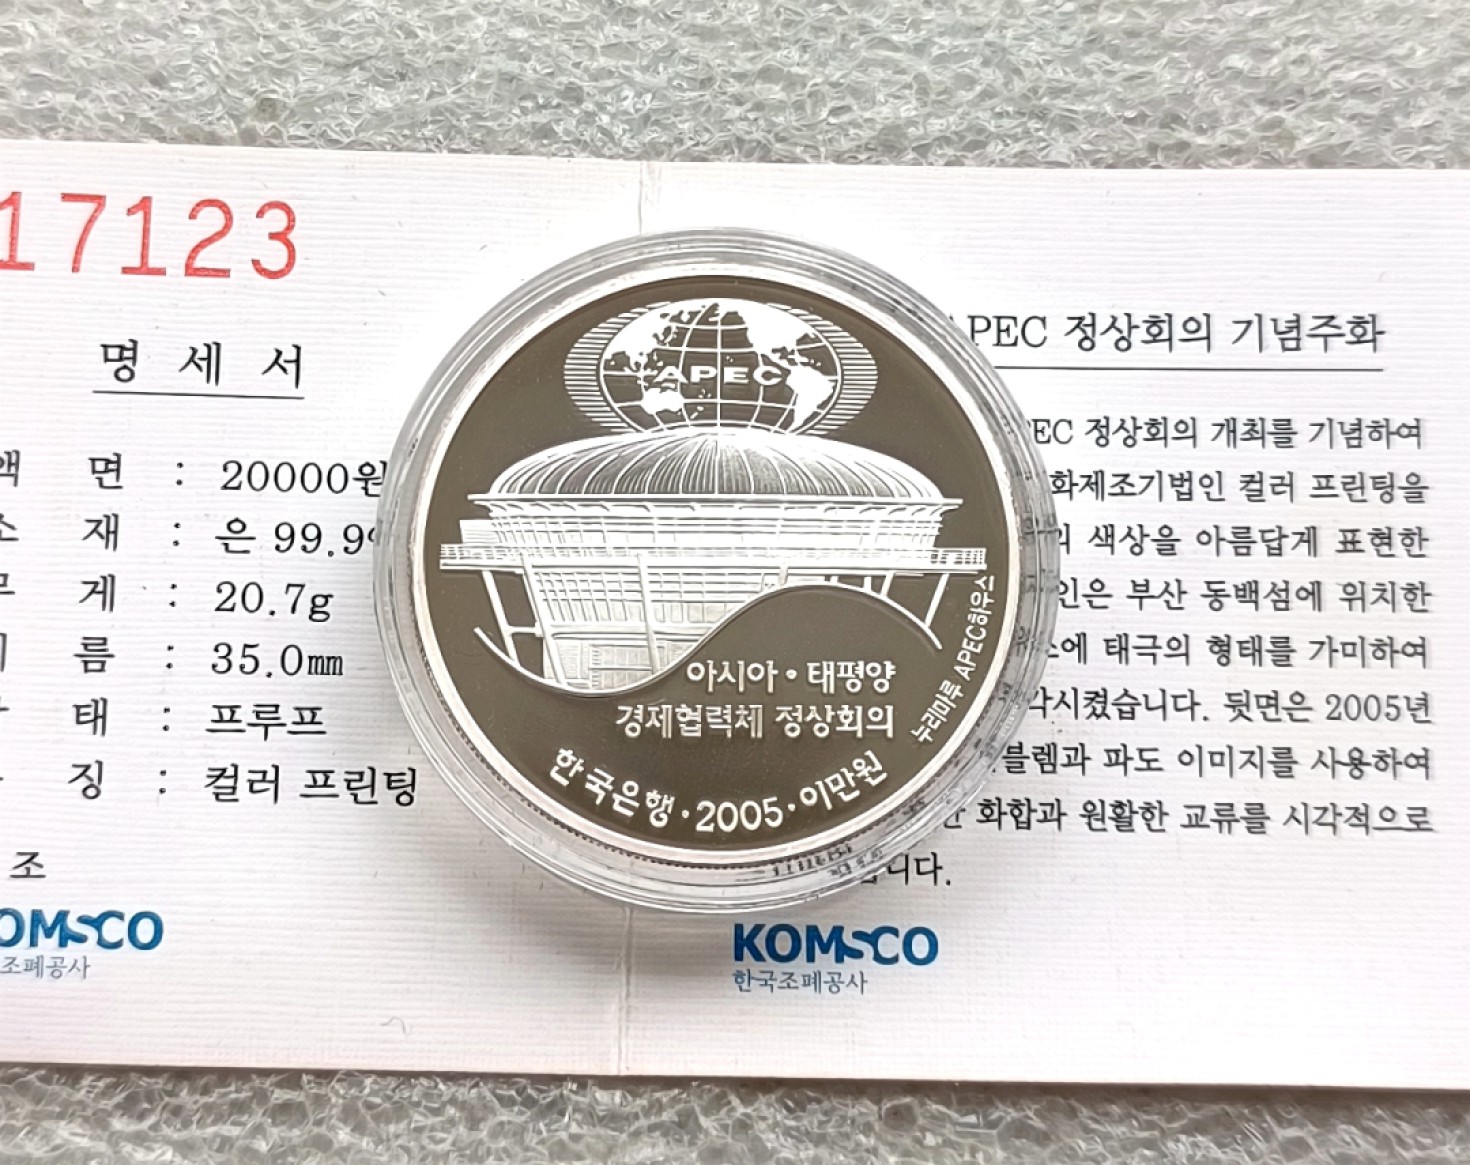 17123
명 세 서
면 : 20000원
재 : 은 99.9%
게 : 20.7g
름 : 35.0mm
태 : 프루프
징 : 컬러 프린팅
조
KOMSCO
조폐공사
APEC
아시아·태평양
경제협력체 정상회의
한국은행·2005·이만원
누리마루 APEC하우스
APEC 정상회의 기념주화
PEC 정상회의 개최를 기념하여
화제조기법인 컬러 프린팅을
색상을 아름답게 표현한
인은 부산 동백섬에 위치한
에 태극의 형태를 가미하여
각시켰습니다. 뒷면은 2005년
블렘과 파도 이미지를 사용하여
화합과 원활한 교류를 시각적으로
니다.
KOMSCO
한국조폐공사